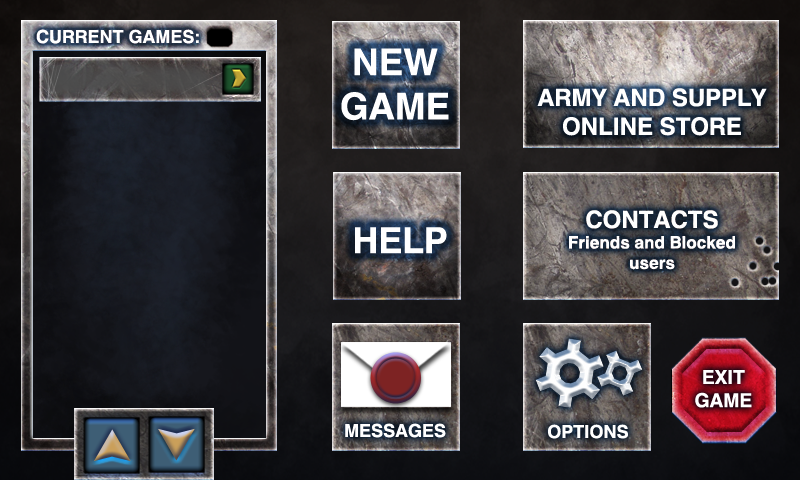 CURRENT GAMES:
NEW
GAME
ARMY AND SUPPLY
ONLINE STORE
HELP
CONTACTS
Friends and Blocked
users
MESSAGES
OPTIONS
EXIT
GAME